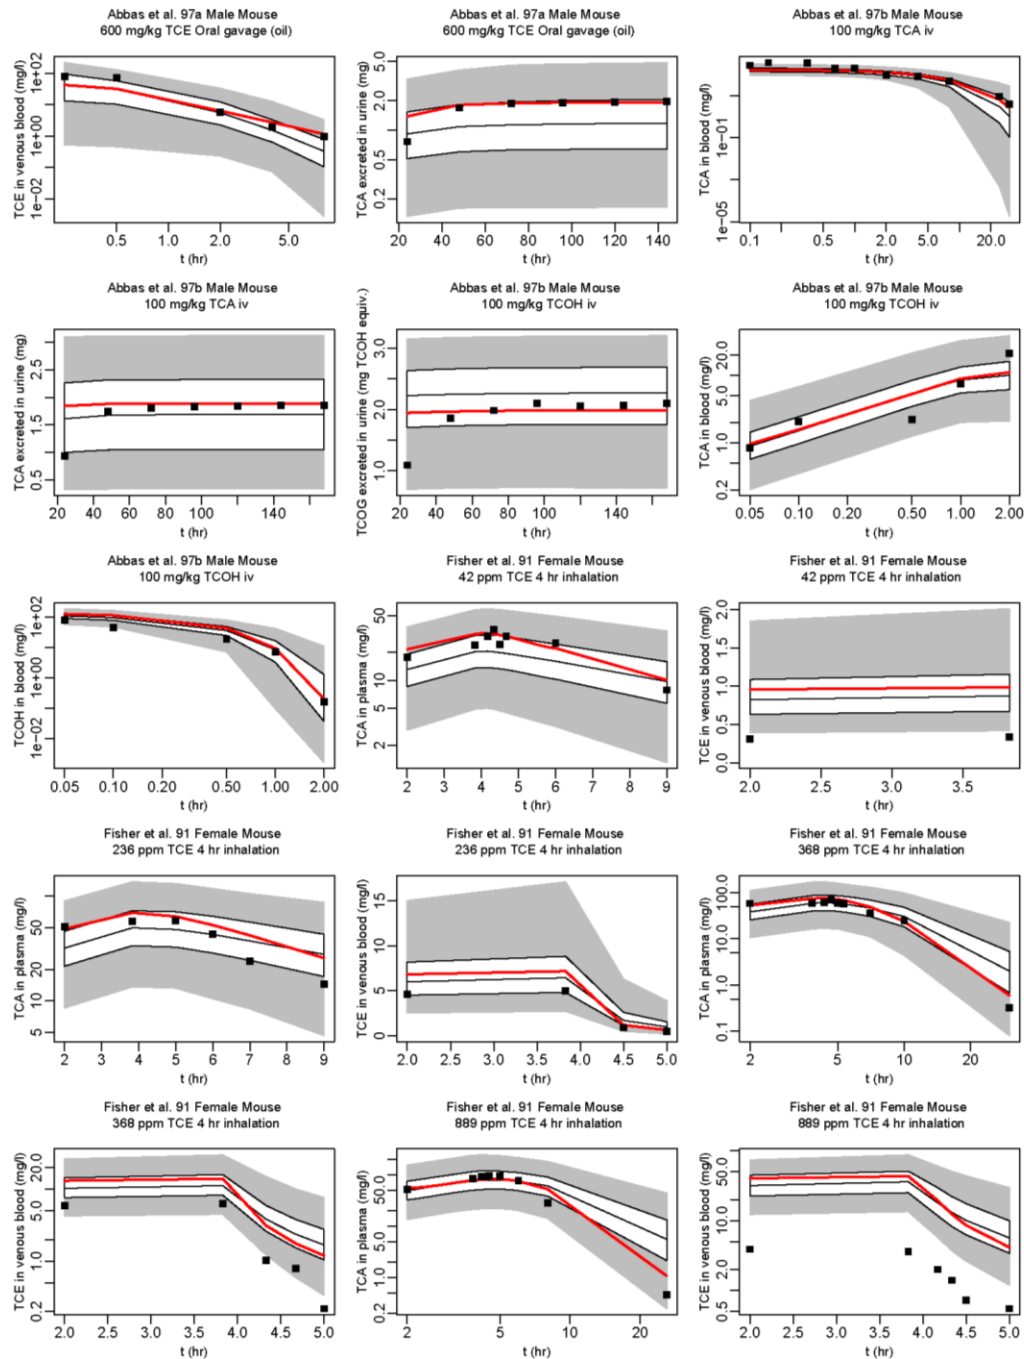 Abbas et al. 97a Male Mouse
600 mg/kg TCE Oral gavage (oil)
TCE in venous blood (mg/l)
1e+02
1e+00
1e-02
0.5 1.0 2.0 5.0
t (hr)
Abbas et al. 97a Male Mouse
600 mg/kg TCE Oral gavage (oil)
TCA excreted in urine (mg)
5.0
2.0
0.5
0.2
20 40 60 80 100 120 140
t (hr)
Abbas et al. 97b Male Mouse
100 mg/kg TCA iv
TCA in blood (mg/l)
1e-01
1e-05
0.1 0.5 2.0 5.0 20.0
t (hr)
Abbas et al. 97b Male Mouse
100 mg/kg TCA iv
TCA excreted in urine (mg)
2.5
1.5
0.5
20 40 60 80 100 140
t (hr)
Abbas et al. 97b Male Mouse
100 mg/kg TCOH iv
TCOG excreted in urine (mg TCOH equiv.)
3.0
2.0
1.0
20 40 60 80 100 140
t (hr)
Abbas et al. 97b Male Mouse
100 mg/kg TCOH iv
TCA in blood (mg/l)
20.0
5.0
1.0
0.2
0.05 0.10 0.20 0.50 1.00 2.00
t (hr)
Abbas et al. 97b Male Mouse
100 mg/kg TCOH iv
TCOH in blood (mg/l)
1e+02
1e+00
1e-02
0.05 0.10 0.20 0.50 1.00 2.00
t (hr)
Fisher et al. 91 Female Mouse
42 ppm TCE 4 hr inhalation
TCA in plasma (mg/l)
50
10
5
2
2 3 4 5 6 7 8 9
t (hr)
Fisher et al. 91 Female Mouse
42 ppm TCE 4 hr inhalation
TCE in venous blood (mg/l)
2.0
1.5
1.0
0.5
0.0
2.0 2.5 3.0 3.5
t (hr)
Fisher et al. 91 Female Mouse
236 ppm TCE 4 hr inhalation
TCA in plasma (mg/l)
50
20
10
5
2 3 4 5 6 7 8 9
t (hr)
Fisher et al. 91 Female Mouse
236 ppm TCE 4 hr inhalation
TCE in venous blood (mg/l)
15
10
5
0
2.0 2.5 3.0 3.5 4.0 4.5 5.0
t (hr)
Fisher et al. 91 Female Mouse
368 ppm TCE 4 hr inhalation
TCA in plasma (mg/l)
100.0
10.0
1.0
0.1
2 5 10 20
t (hr)
Fisher et al. 91 Female Mouse
368 ppm TCE 4 hr inhalation
TCE in venous blood (mg/l)
20.0
5.0
1.0
0.2
2.0 2.5 3.0 3.5 4.0 4.5 5.0
t (hr)
Fisher et al. 91 Female Mouse
889 ppm TCE 4 hr inhalation
TCA in plasma (mg/l)
50.0
5.0
1.0
0.2
2 5 10 20
t (hr)
Fisher et al. 91 Female Mouse
889 ppm TCE 4 hr inhalation
TCE in venous blood (mg/l)
50.0
10.0
2.0
0.5
2.0 2.5 3.0 3.5 4.0 4.5 5.0
t (hr)